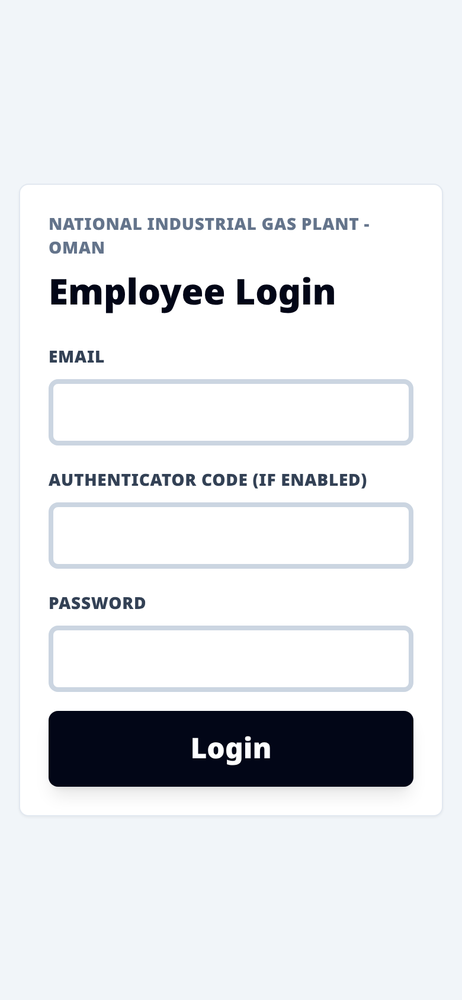 NATIONAL INDUSTRIAL GAS PLANT -
OMAN
Employee Login
EMAIL
AUTHENTICATOR CODE (IF ENABLED)
PASSWORD
Login